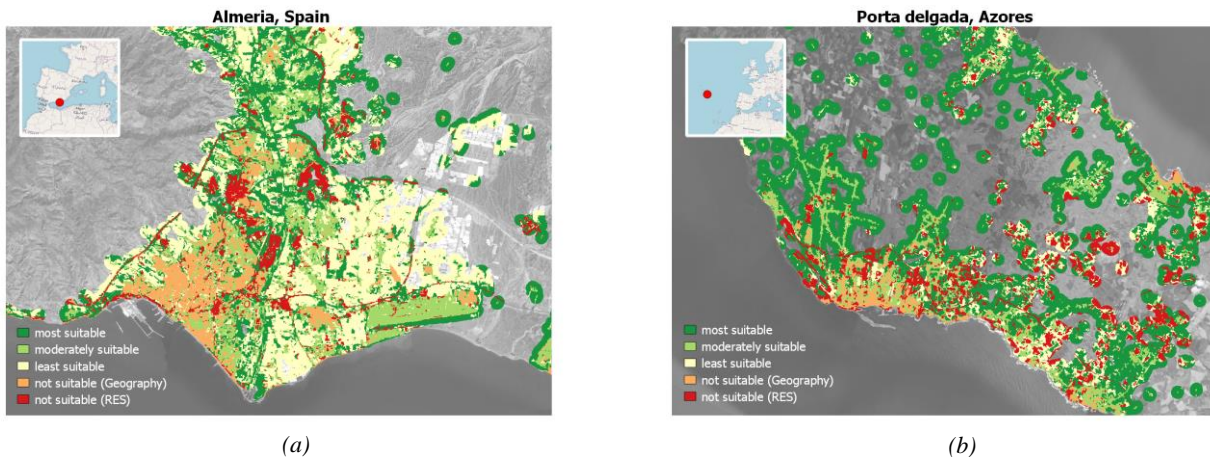 Almeria, Spain
most suitable
moderately suitable
least suitable
not suitable (Geography)
not suitable (RES)
(a)
Porta delgada, Azores
most suitable
moderately suitable
least suitable
not suitable (Geography)
not suitable (RES)
(b)